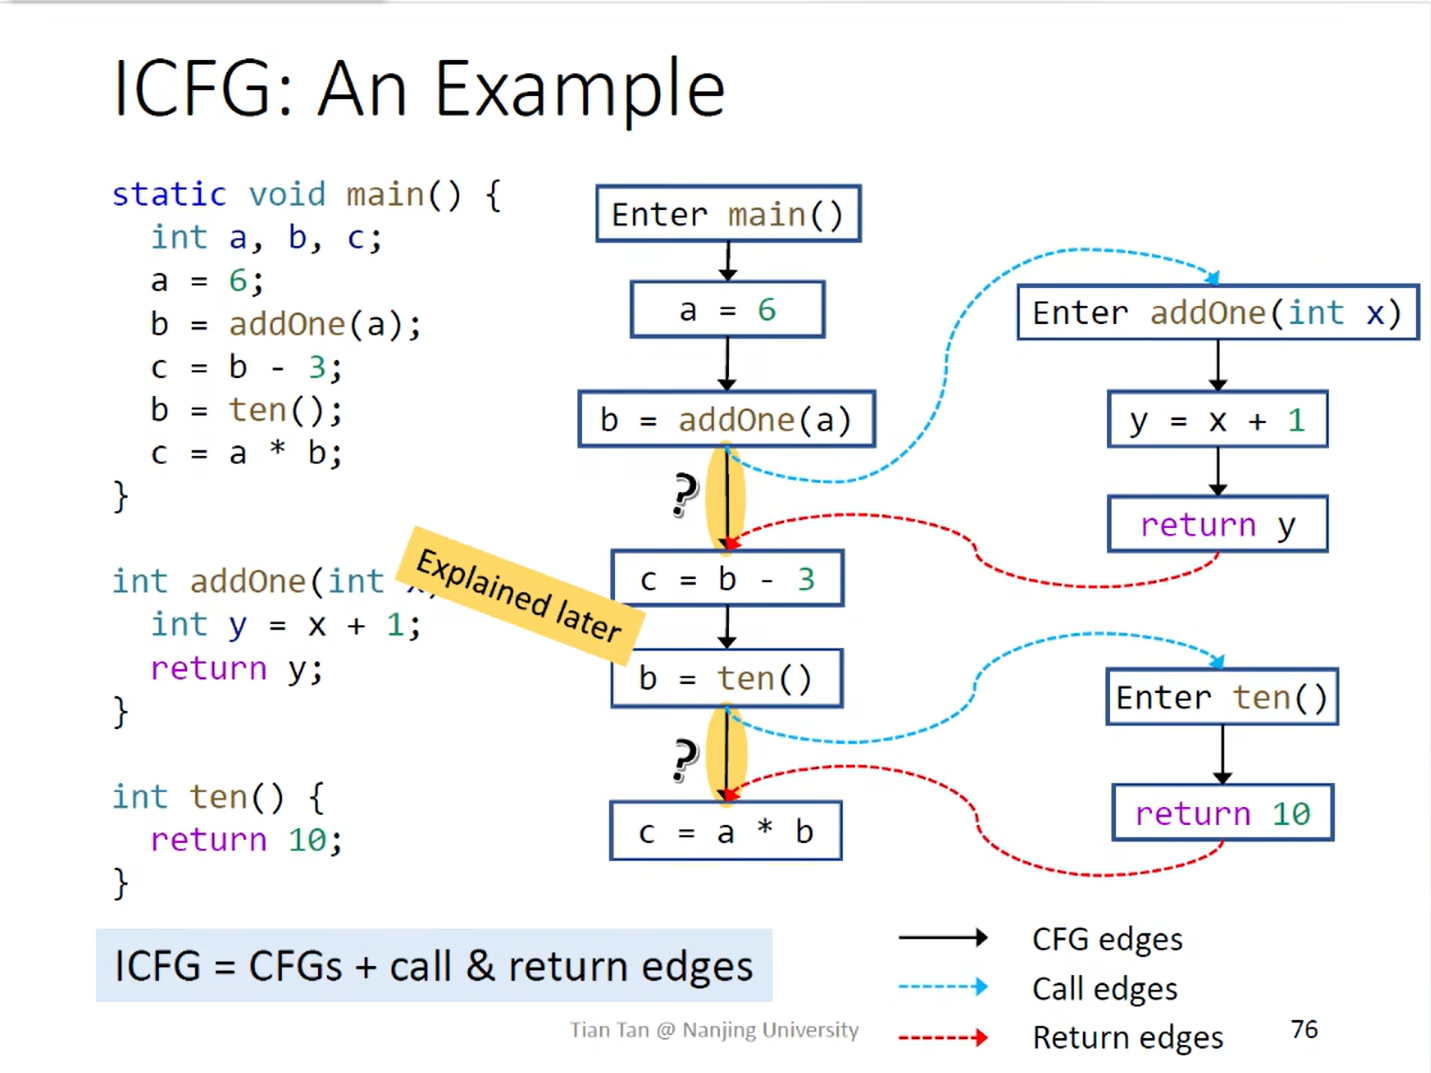 ICFG: An Example
static void main() {
int a, b, c;
a = 6;
b = addOne(a);
c = b - 3;
b = ten();
c = a * b;
}
int addOne(int
int y = x + 1;
return y;
}
int ten() {
return 10;
}
Enter main()
a = 6
b = addOne(a)
?
c = b - 3
Explained later
b = ten()
?
c = a * b
Enter addOne(int x)
y = x + 1
return y
Enter ten()
return 10
ICFG = CFGs + call & return edges
CFG edges
Call edges
Return edges
Tian Tan @ Nanjing University
76